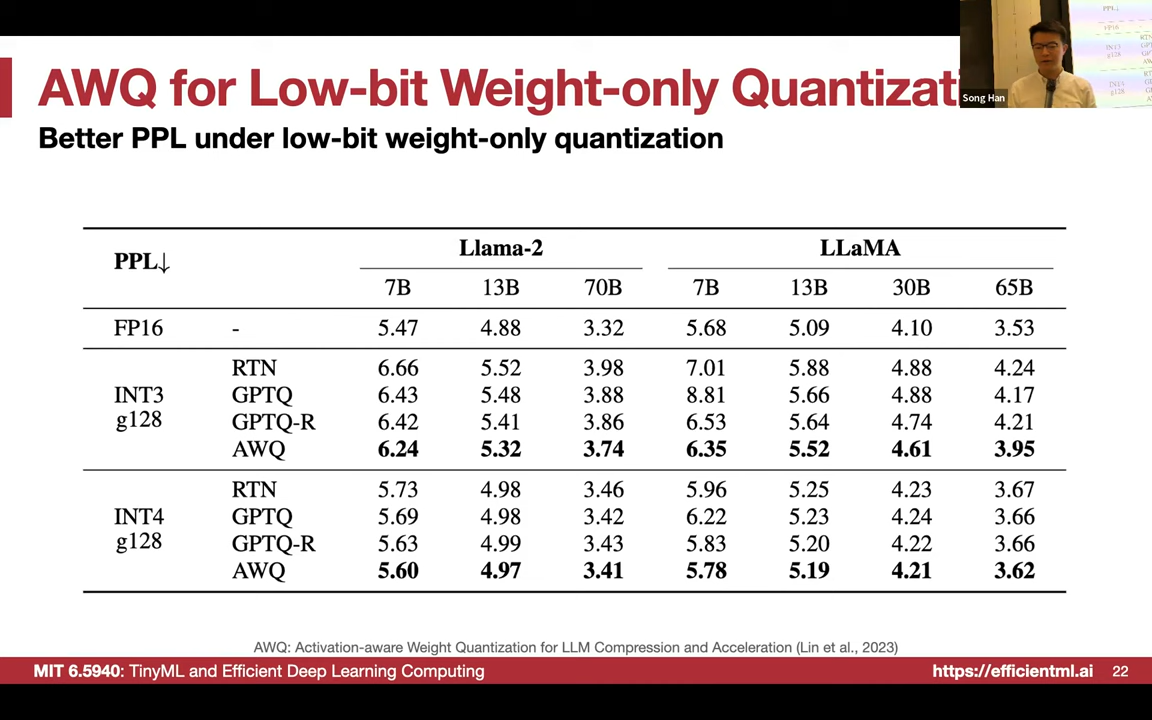 AWQ for Low-bit Weight-only Quantizati
Better PPL under low-bit weight-only quantization
Song Han
PPL↓ Llama-2 LLaMA
7B 13B 70B 7B 13B 30B 65B
FP16 - 5.47 4.88 3.32 5.68 5.09 4.10 3.53
INT3 g128
RTN 6.66 5.52 3.98 7.01 5.88 4.88 4.24
GPTQ 6.43 5.48 3.88 8.81 5.66 4.88 4.17
GPTQ-R 6.42 5.41 3.86 6.53 5.64 4.74 4.21
AWQ 6.24 5.32 3.74 6.35 5.52 4.61 3.95
INT4 g128
RTN 5.73 4.98 3.46 5.96 5.25 4.23 3.67
GPTQ 5.69 4.98 3.42 6.22 5.23 4.24 3.66
GPTQ-R 5.63 4.99 3.43 5.83 5.20 4.22 3.66
AWQ 5.60 4.97 3.41 5.78 5.19 4.21 3.62
AWQ: Activation-aware Weight Quantization for LLM Compression and Acceleration (Lin et al., 2023)
MIT 6.5940: TinyML and Efficient Deep Learning Computing https://efficientml.ai 22